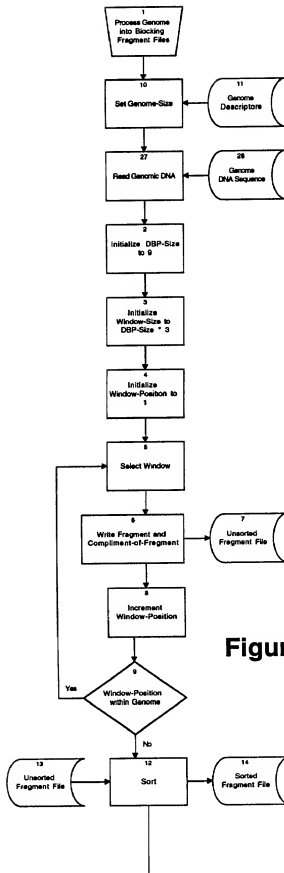 1
Process Genome
into Blocking
Fragment Files
10
Set Genome-Size
11
Genome
Descriptors
27
Read Genomic DNA
28
Genome
DNA Sequence
2
Initialize DBP-Size
to 9
3
Initialize
Window-Size to
DBP-Size * 3
4
Initialize
Window-Position to
1
5
Select Window
6
Write Fragment and
Compliment-of-Fragment
7
Unsorted
Fragment File
8
Increment
Window-Position
Figur
9
Window-Position
within Genome
Yes
No
13
Unsorted
Fragment File
12
Sort
14
Sorted
Fragment File